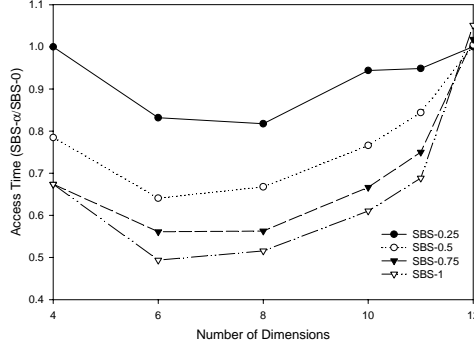 1.1
1.0
0.9
0.8
0.7
0.6
0.5
0.4
Access Time (SBS-α/SBS-0)
4
6
8
10
12
Number of Dimensions
SBS-0.25
SBS-0.5
SBS-0.75
SBS-1